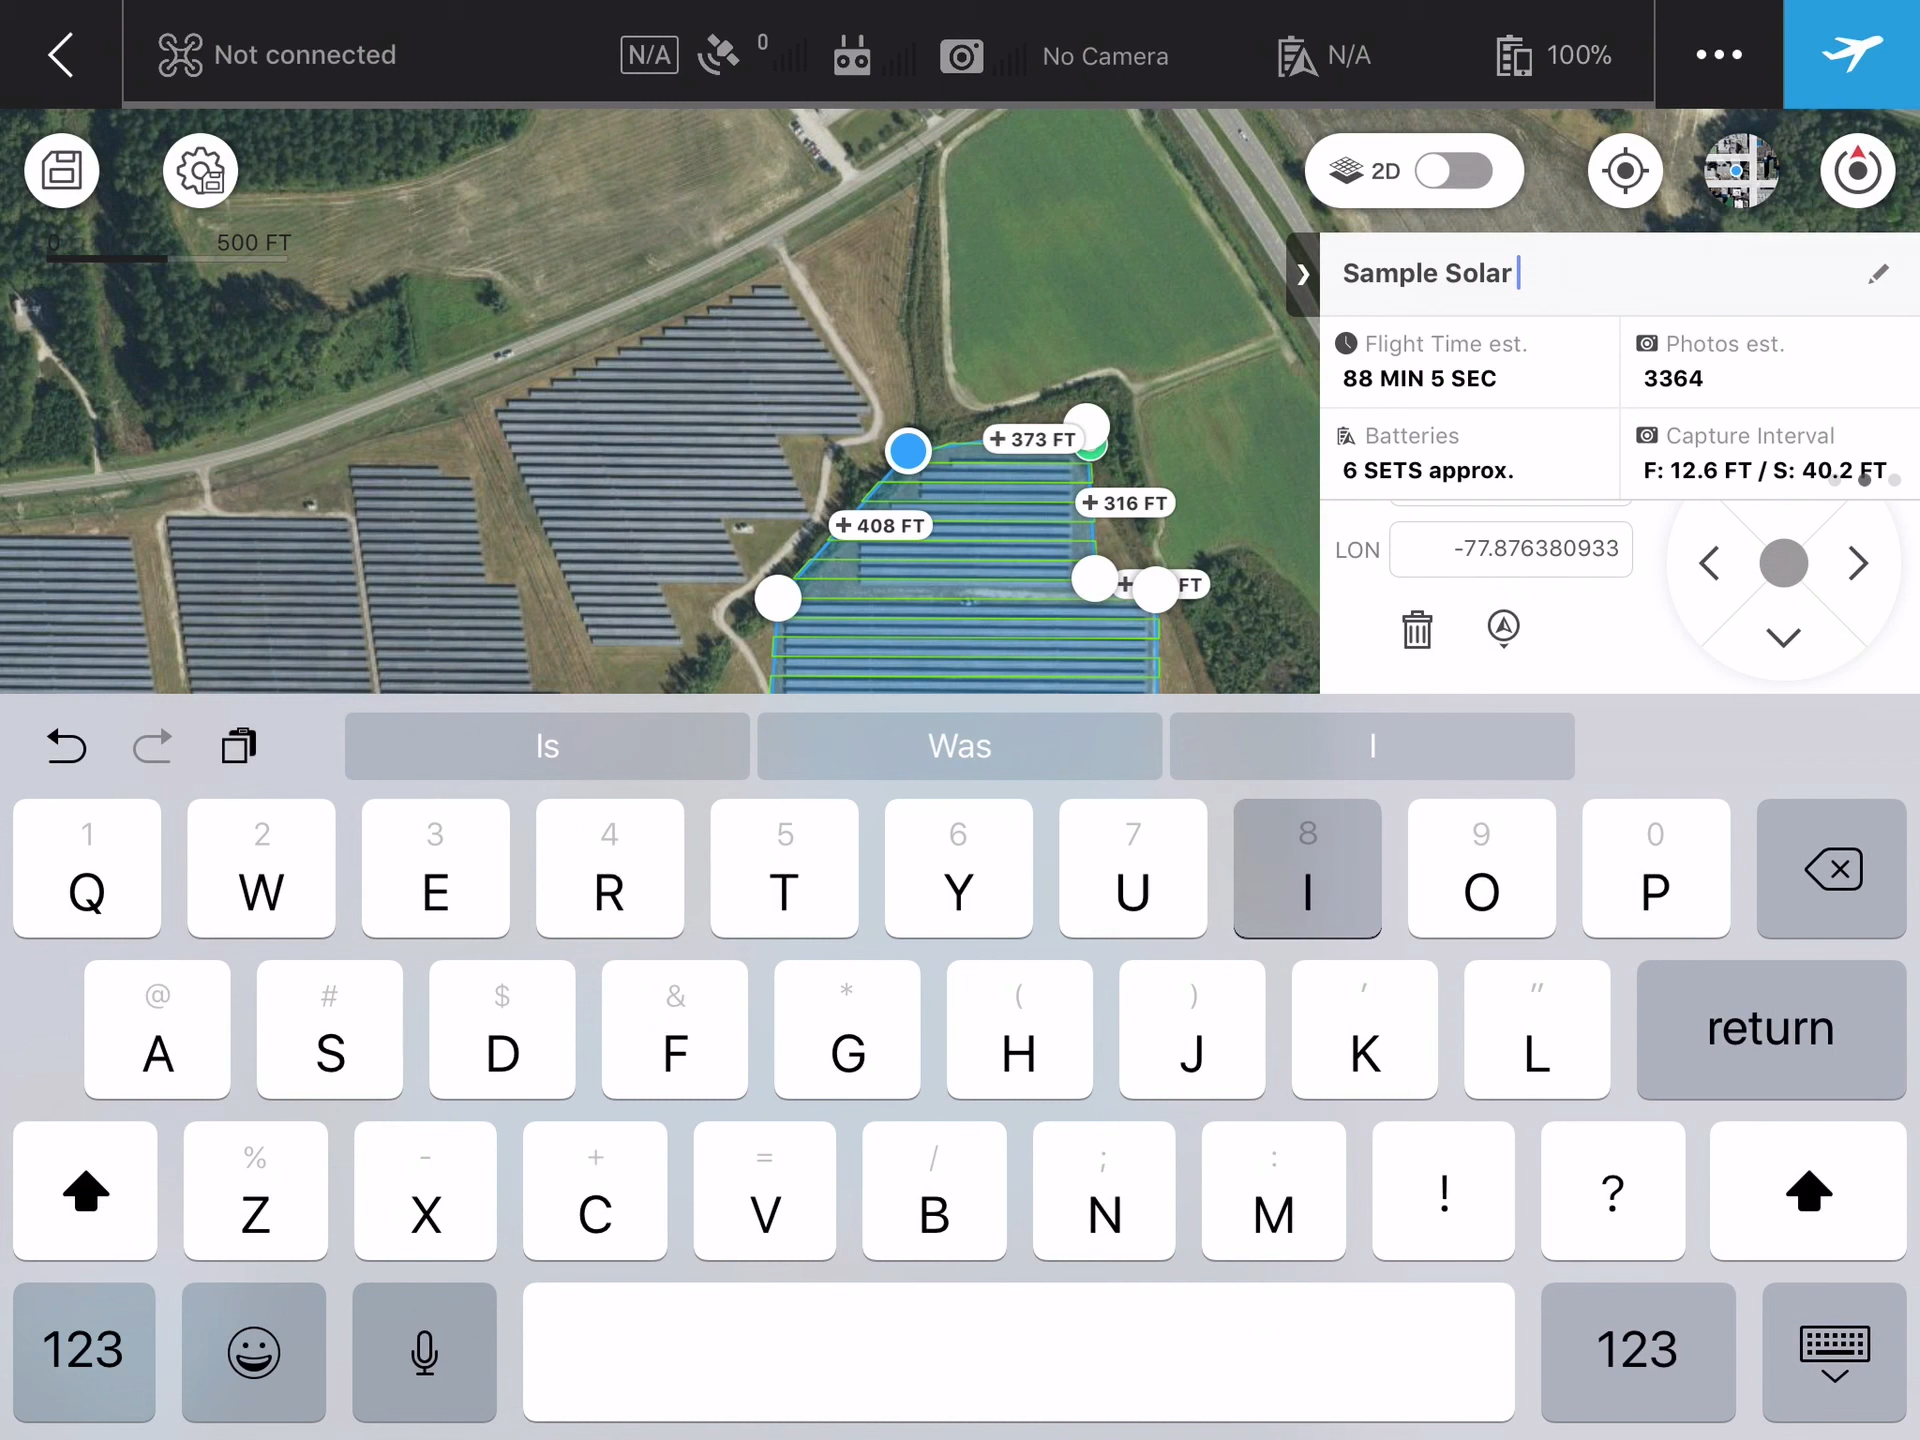 Not connected
N/A
0
No Camera
N/A
100%
0
500 FT
2D
Sample Solar
Flight Time est.
88 MIN 5 SEC
Photos est.
3364
Batteries
6 SETS approx.
Capture Interval
F: 12.6 FT / S: 40.2 FT
+ 373 FT
+ 316 FT
+ 408 FT
+ FT
LON
-77.876380933
Is
Was
I
1 2 3 4 5 6 7 8 9 0
Q W E R T Y U I O P
@ # $ & * ( ) ' "
A S D F G H J K L
return
% - + = / ; :
Z X C V B N M ! ?
123
123